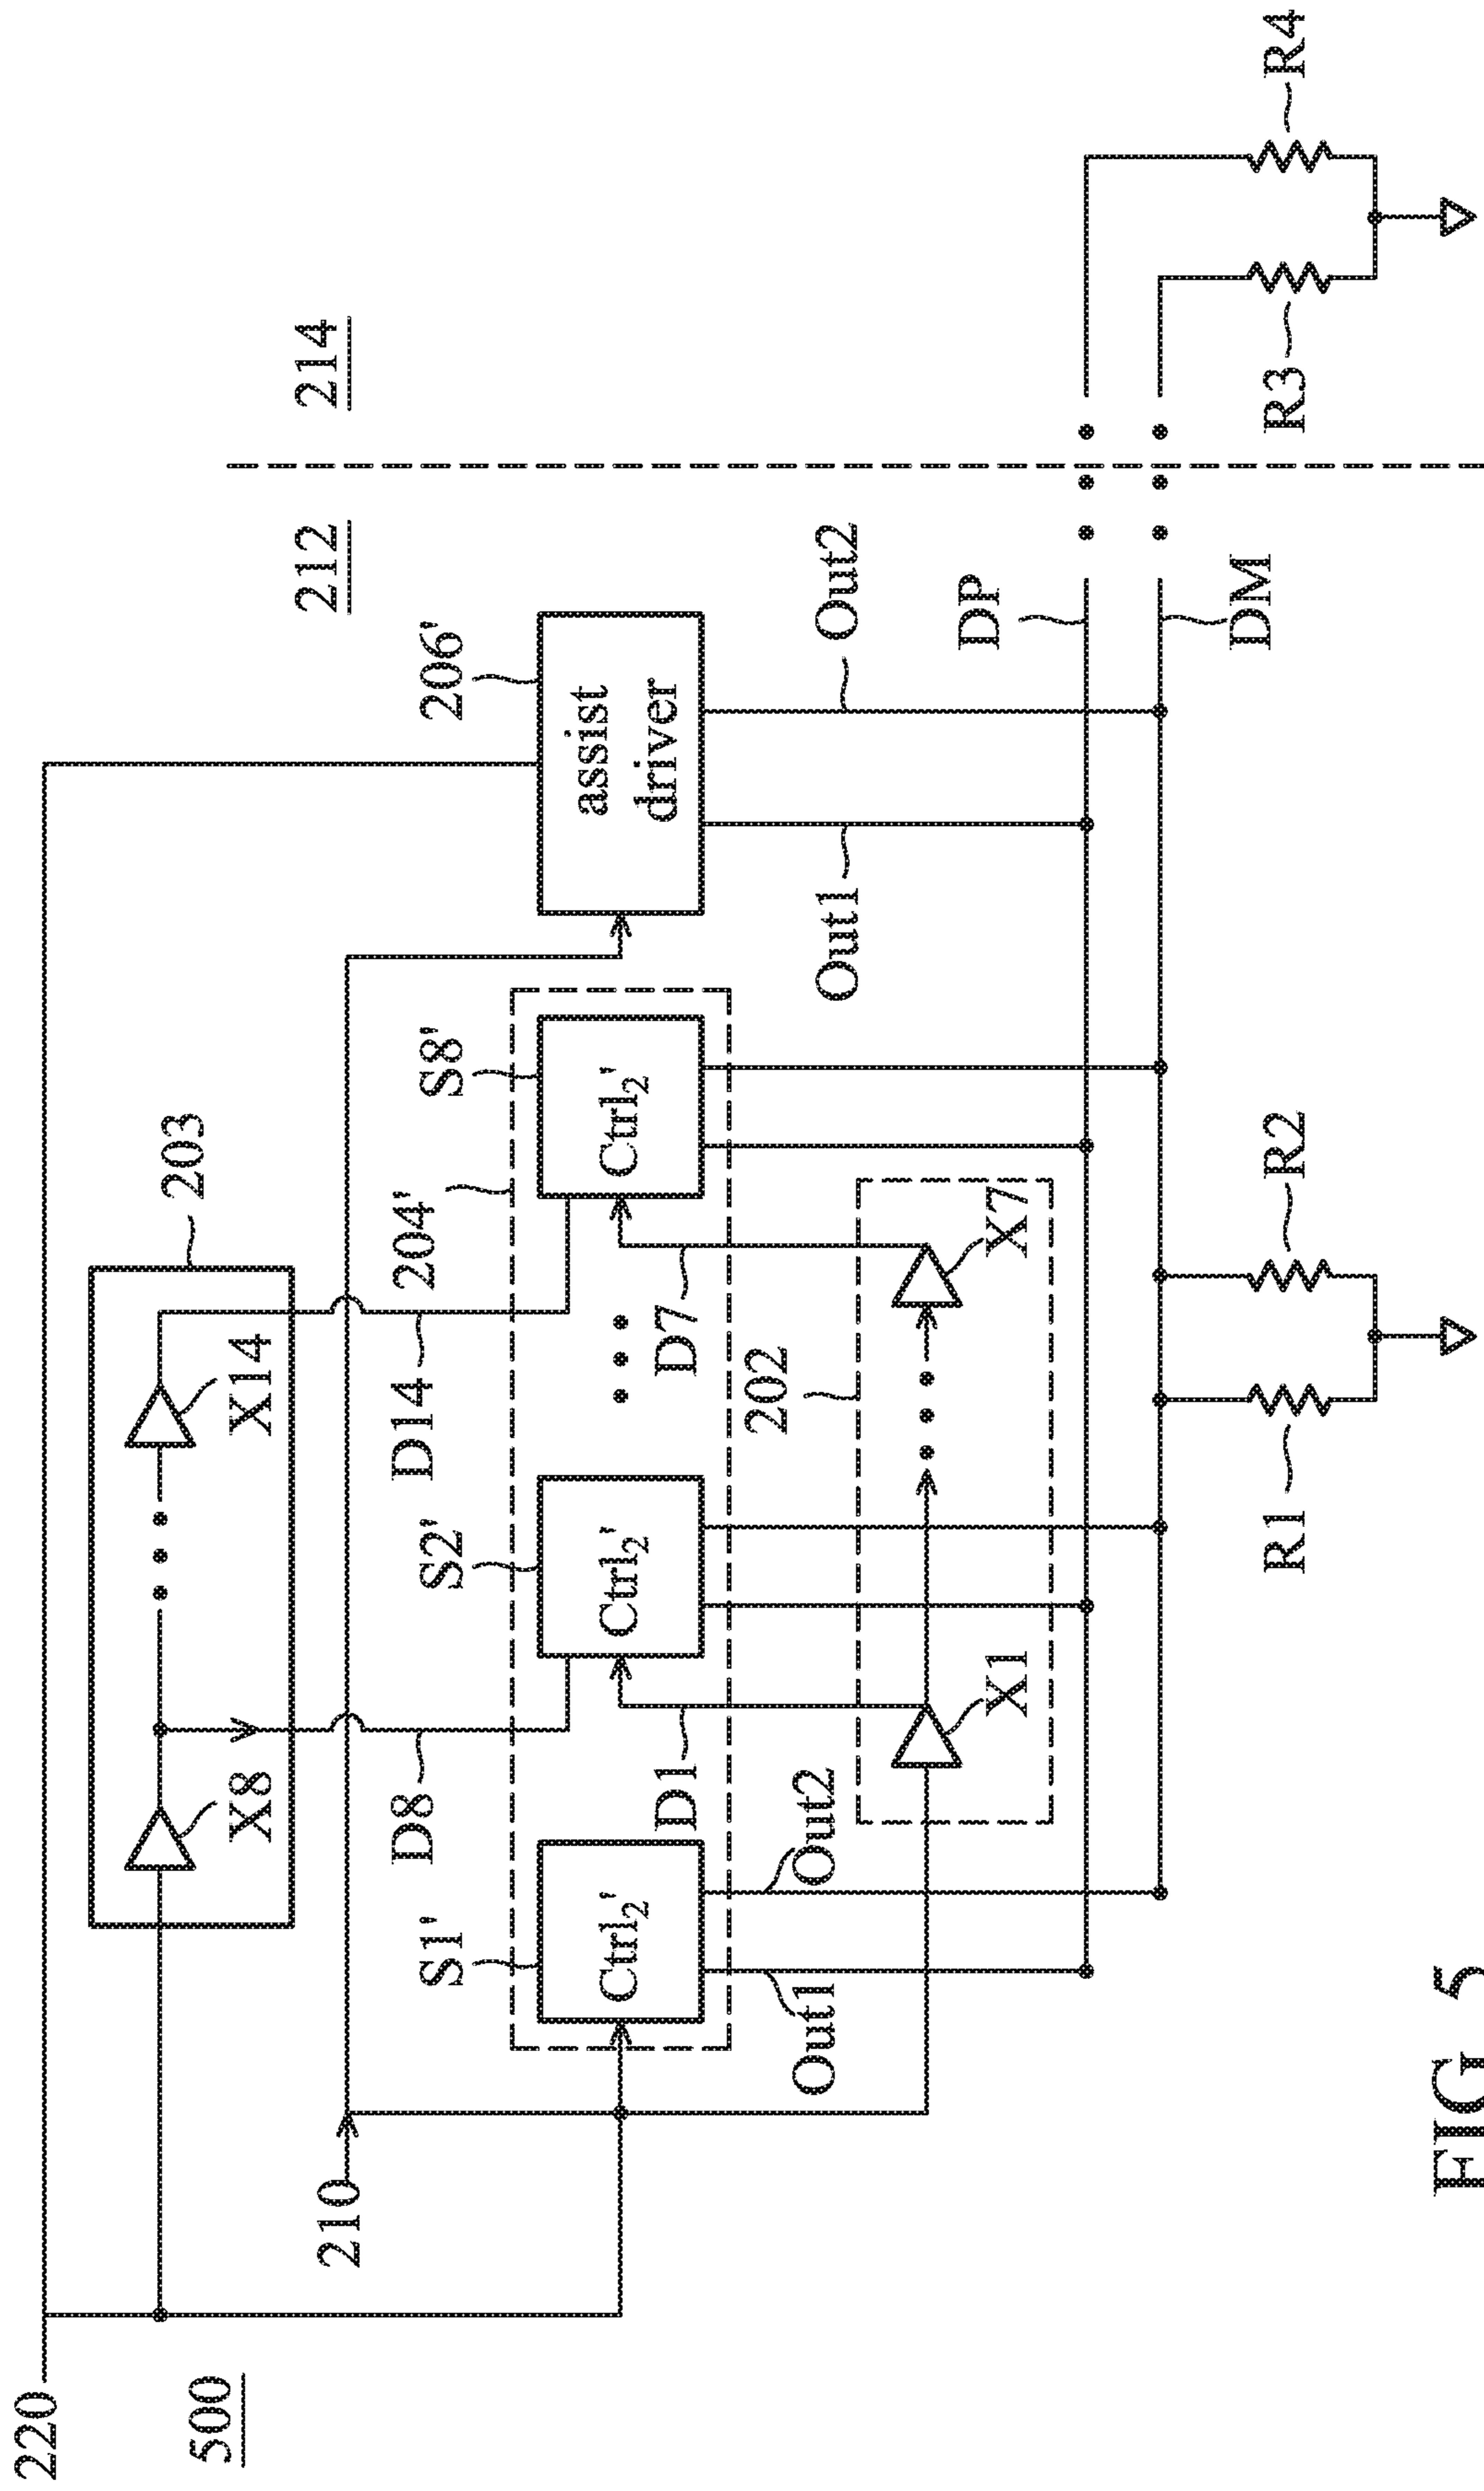 220
500
203
X8
X14
210
212
214
D8
D14
204'
S1'
S2'
S8'
206'
Ctrl2'
Ctrl2'
Ctrl2'
assist
driver
D1
D7
202
Out1
Out2
Out1
Out2
X1
X7
DP
DM
R1
R2
R3
R4
FIG. 5